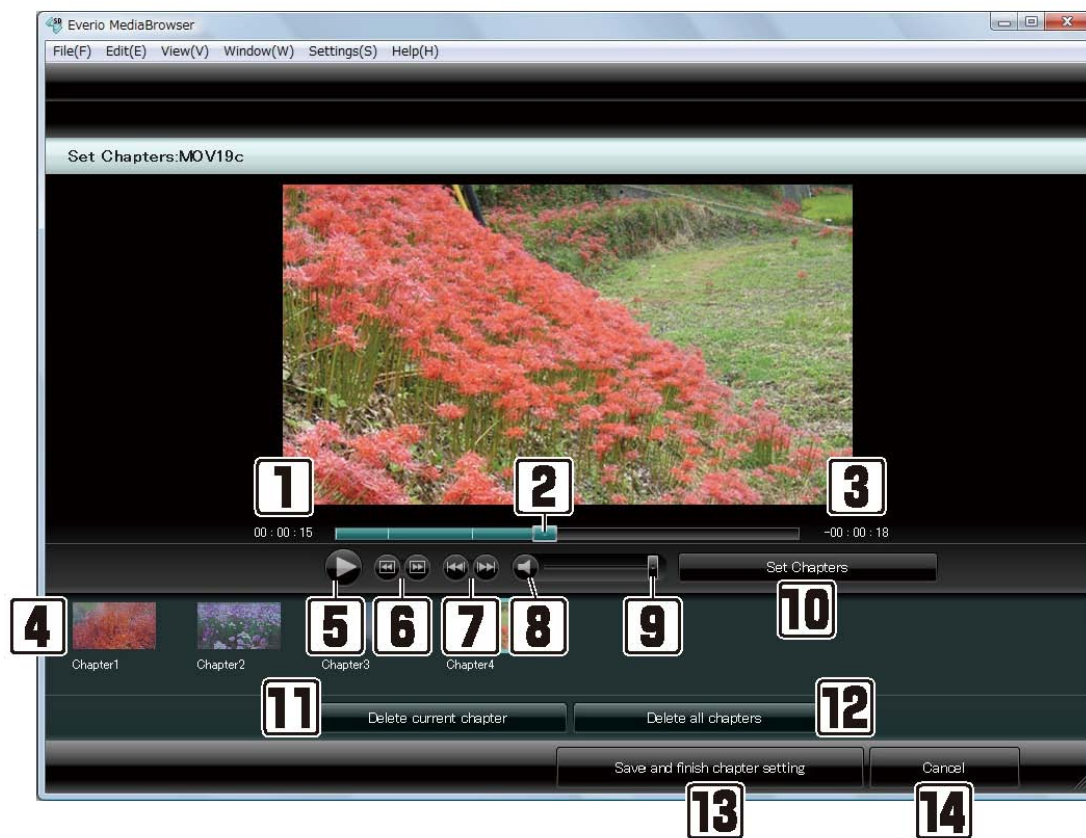 Everio MediaBrowser
File(F) Edit(E) View(V) Window(W) Settings(S) Help(H)
Set Chapters:MOV19c
1 2 3
00:00:15 -00:00:18
Set Chapters
4 5 6 7 8 9 10
Chapter1 Chapter2 Chapter3 Chapter4
11 Delete current chapter Delete all chapters 12
Save and finish chapter setting Cancel
13 14